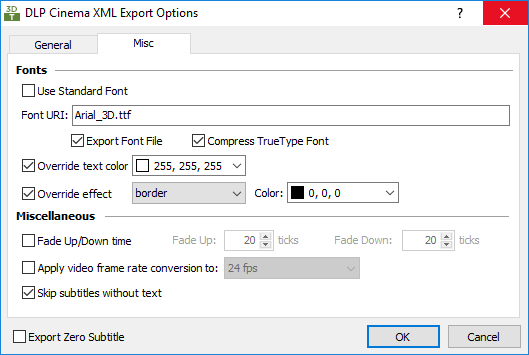 3D
T
DLP Cinema XML Export Options
?
General
Misc
Fonts
Use Standard Font
Font URI: Arial_3D.ttf
Export Font File
Compress TrueType Font
Override text color 255, 255, 255
Override effect border Color: 0, 0, 0
Miscellaneous
Fade Up/Down time Fade Up: 20 ticks Fade Down: 20 ticks
Apply video frame rate conversion to: 24 fps
Skip subtitles without text
Export Zero Subtitle
OK
Cancel